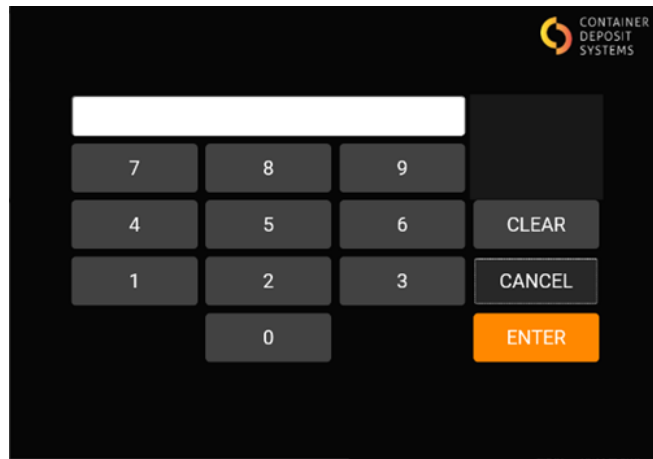 CONTAINER
DEPOSIT
SYSTEMS
7 8 9
4 5 6 CLEAR
1 2 3 CANCEL
0 ENTER